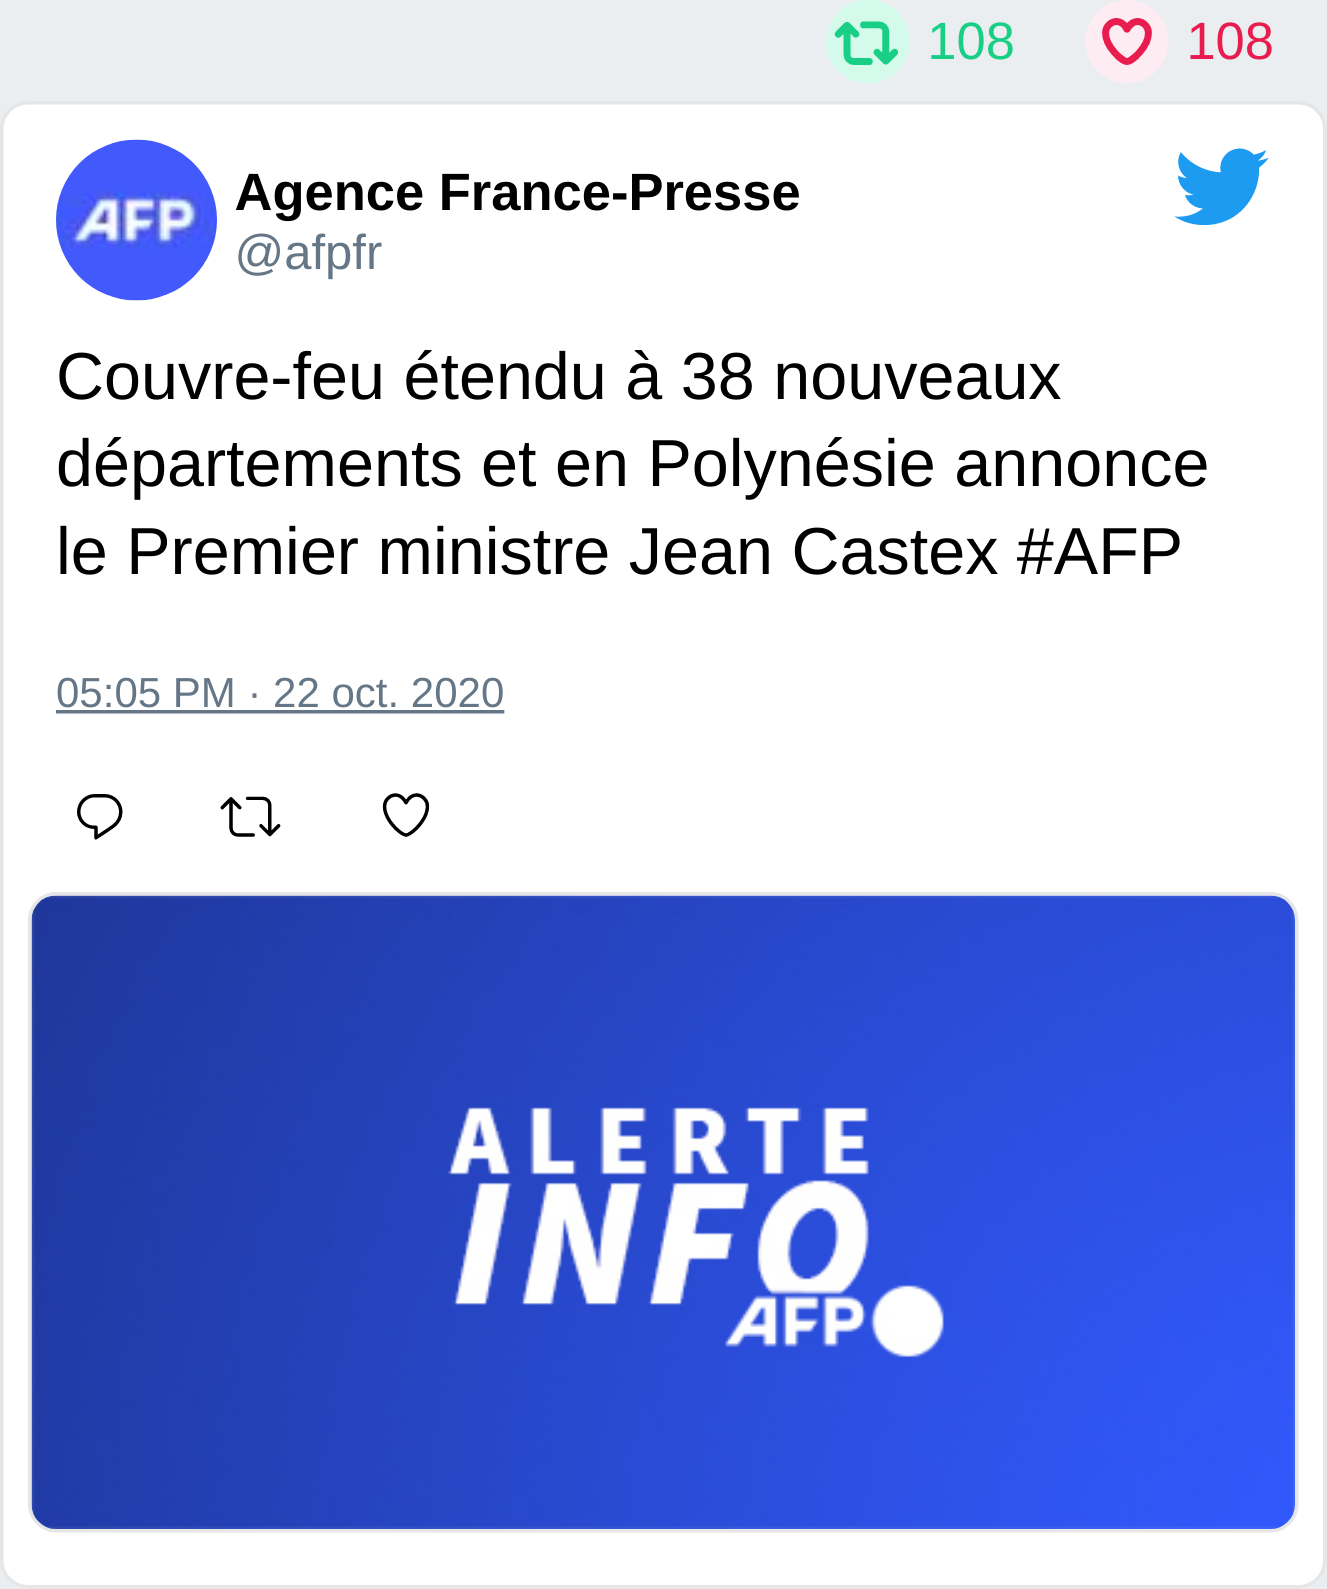 108 108
AFP
Agence France-Presse
@afpfr
Couvre-feu étendu à 38 nouveaux
départements et en Polynésie annonce
le Premier ministre Jean Castex #AFP
05:05 PM · 22 oct. 2020
ALERTE
INFO
AFP